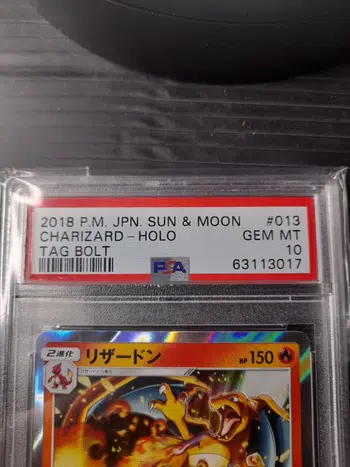 2018 P.M. JPN. SUN & MOON #013
CHARIZARD - HOLO GEM MT
TAG BOLT 10
PSA 63113017
2進化 リザードン HP 150